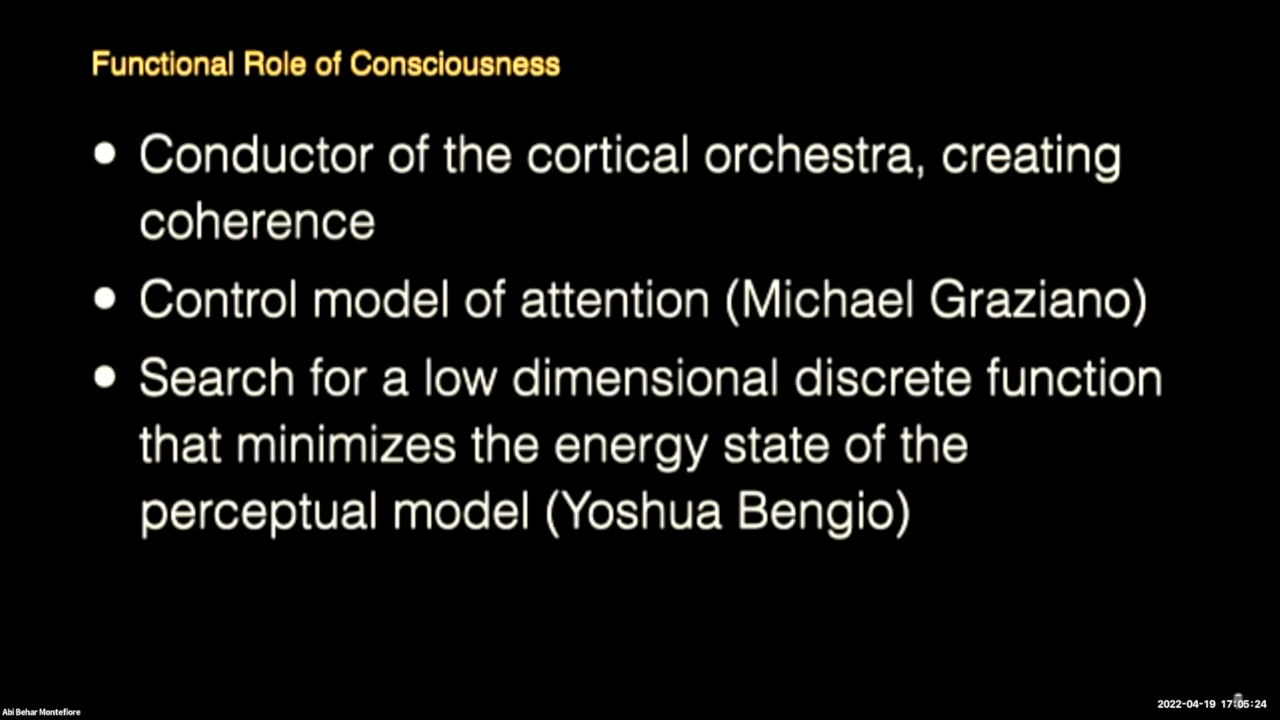 Functional Role of Consciousness
• Conductor of the cortical orchestra, creating
coherence
• Control model of attention (Michael Graziano)
• Search for a low dimensional discrete function
that minimizes the energy state of the
perceptual model (Yoshua Bengio)
Abi Behar Montefiore
2022-04-19 17:05:24